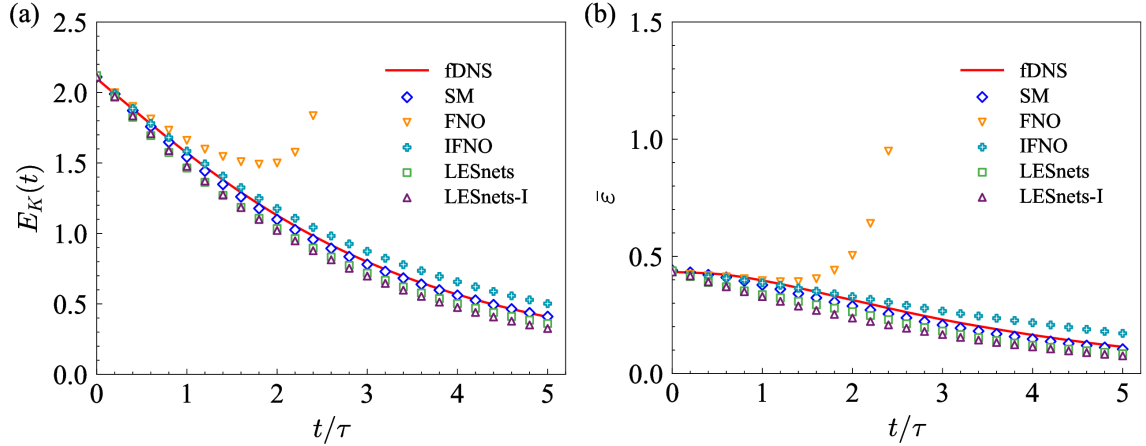 (a)
2.5
2.0
1.5
1.0
0.5
0.0
E_K(t)
fDNS
SM
FNO
IFNO
LESnets
LESnets-I
0 1 2 3 4 5
t/τ
(b)
1.5
1.0
0.5
0.0
ε̄
fDNS
SM
FNO
IFNO
LESnets
LESnets-I
0 1 2 3 4 5
t/τ